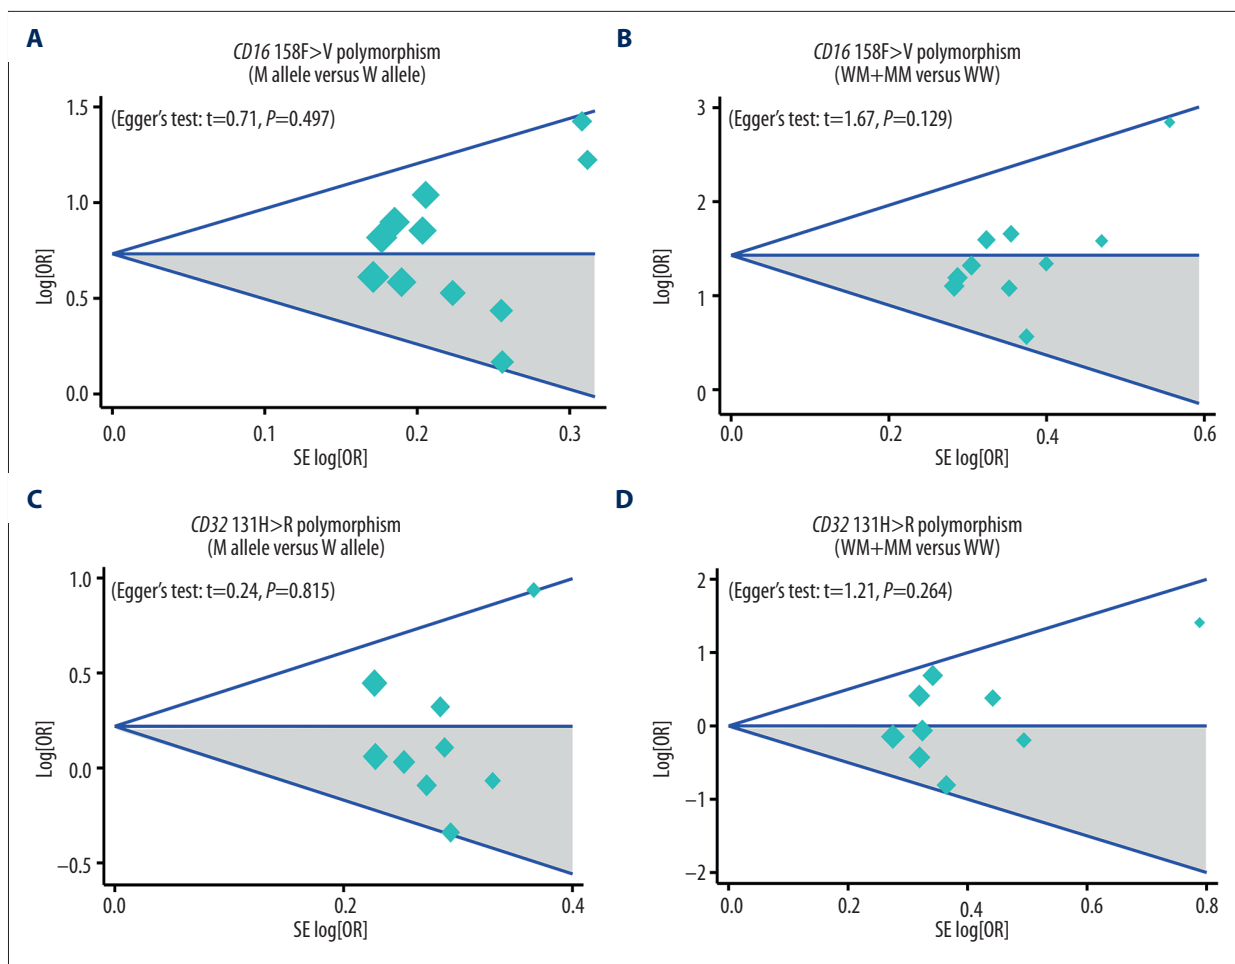 A
CD16 158F>V polymorphism
(M allele versus W allele)
(Egger's test: t=0.71, P=0.497)
1.5
1.0
0.5
0.0
Log[OR]
0.0 0.1 0.2 0.3
SE log[OR]
B
CD16 158F>V polymorphism
(WM+MM versus WW)
(Egger's test: t=1.67, P=0.129)
3
2
1
0
Log[OR]
0.0 0.2 0.4 0.6
SE log[OR]
C
CD32 131H>R polymorphism
(M allele versus W allele)
(Egger's test: t=0.24, P=0.815)
1.0
0.5
0.0
−0.5
Log[OR]
0.0 0.2 0.4
SE log[OR]
D
CD32 131H>R polymorphism
(WM+MM versus WW)
(Egger's test: t=1.21, P=0.264)
2
1
0
−1
−2
Log[OR]
0.0 0.2 0.4 0.6 0.8
SE log[OR]